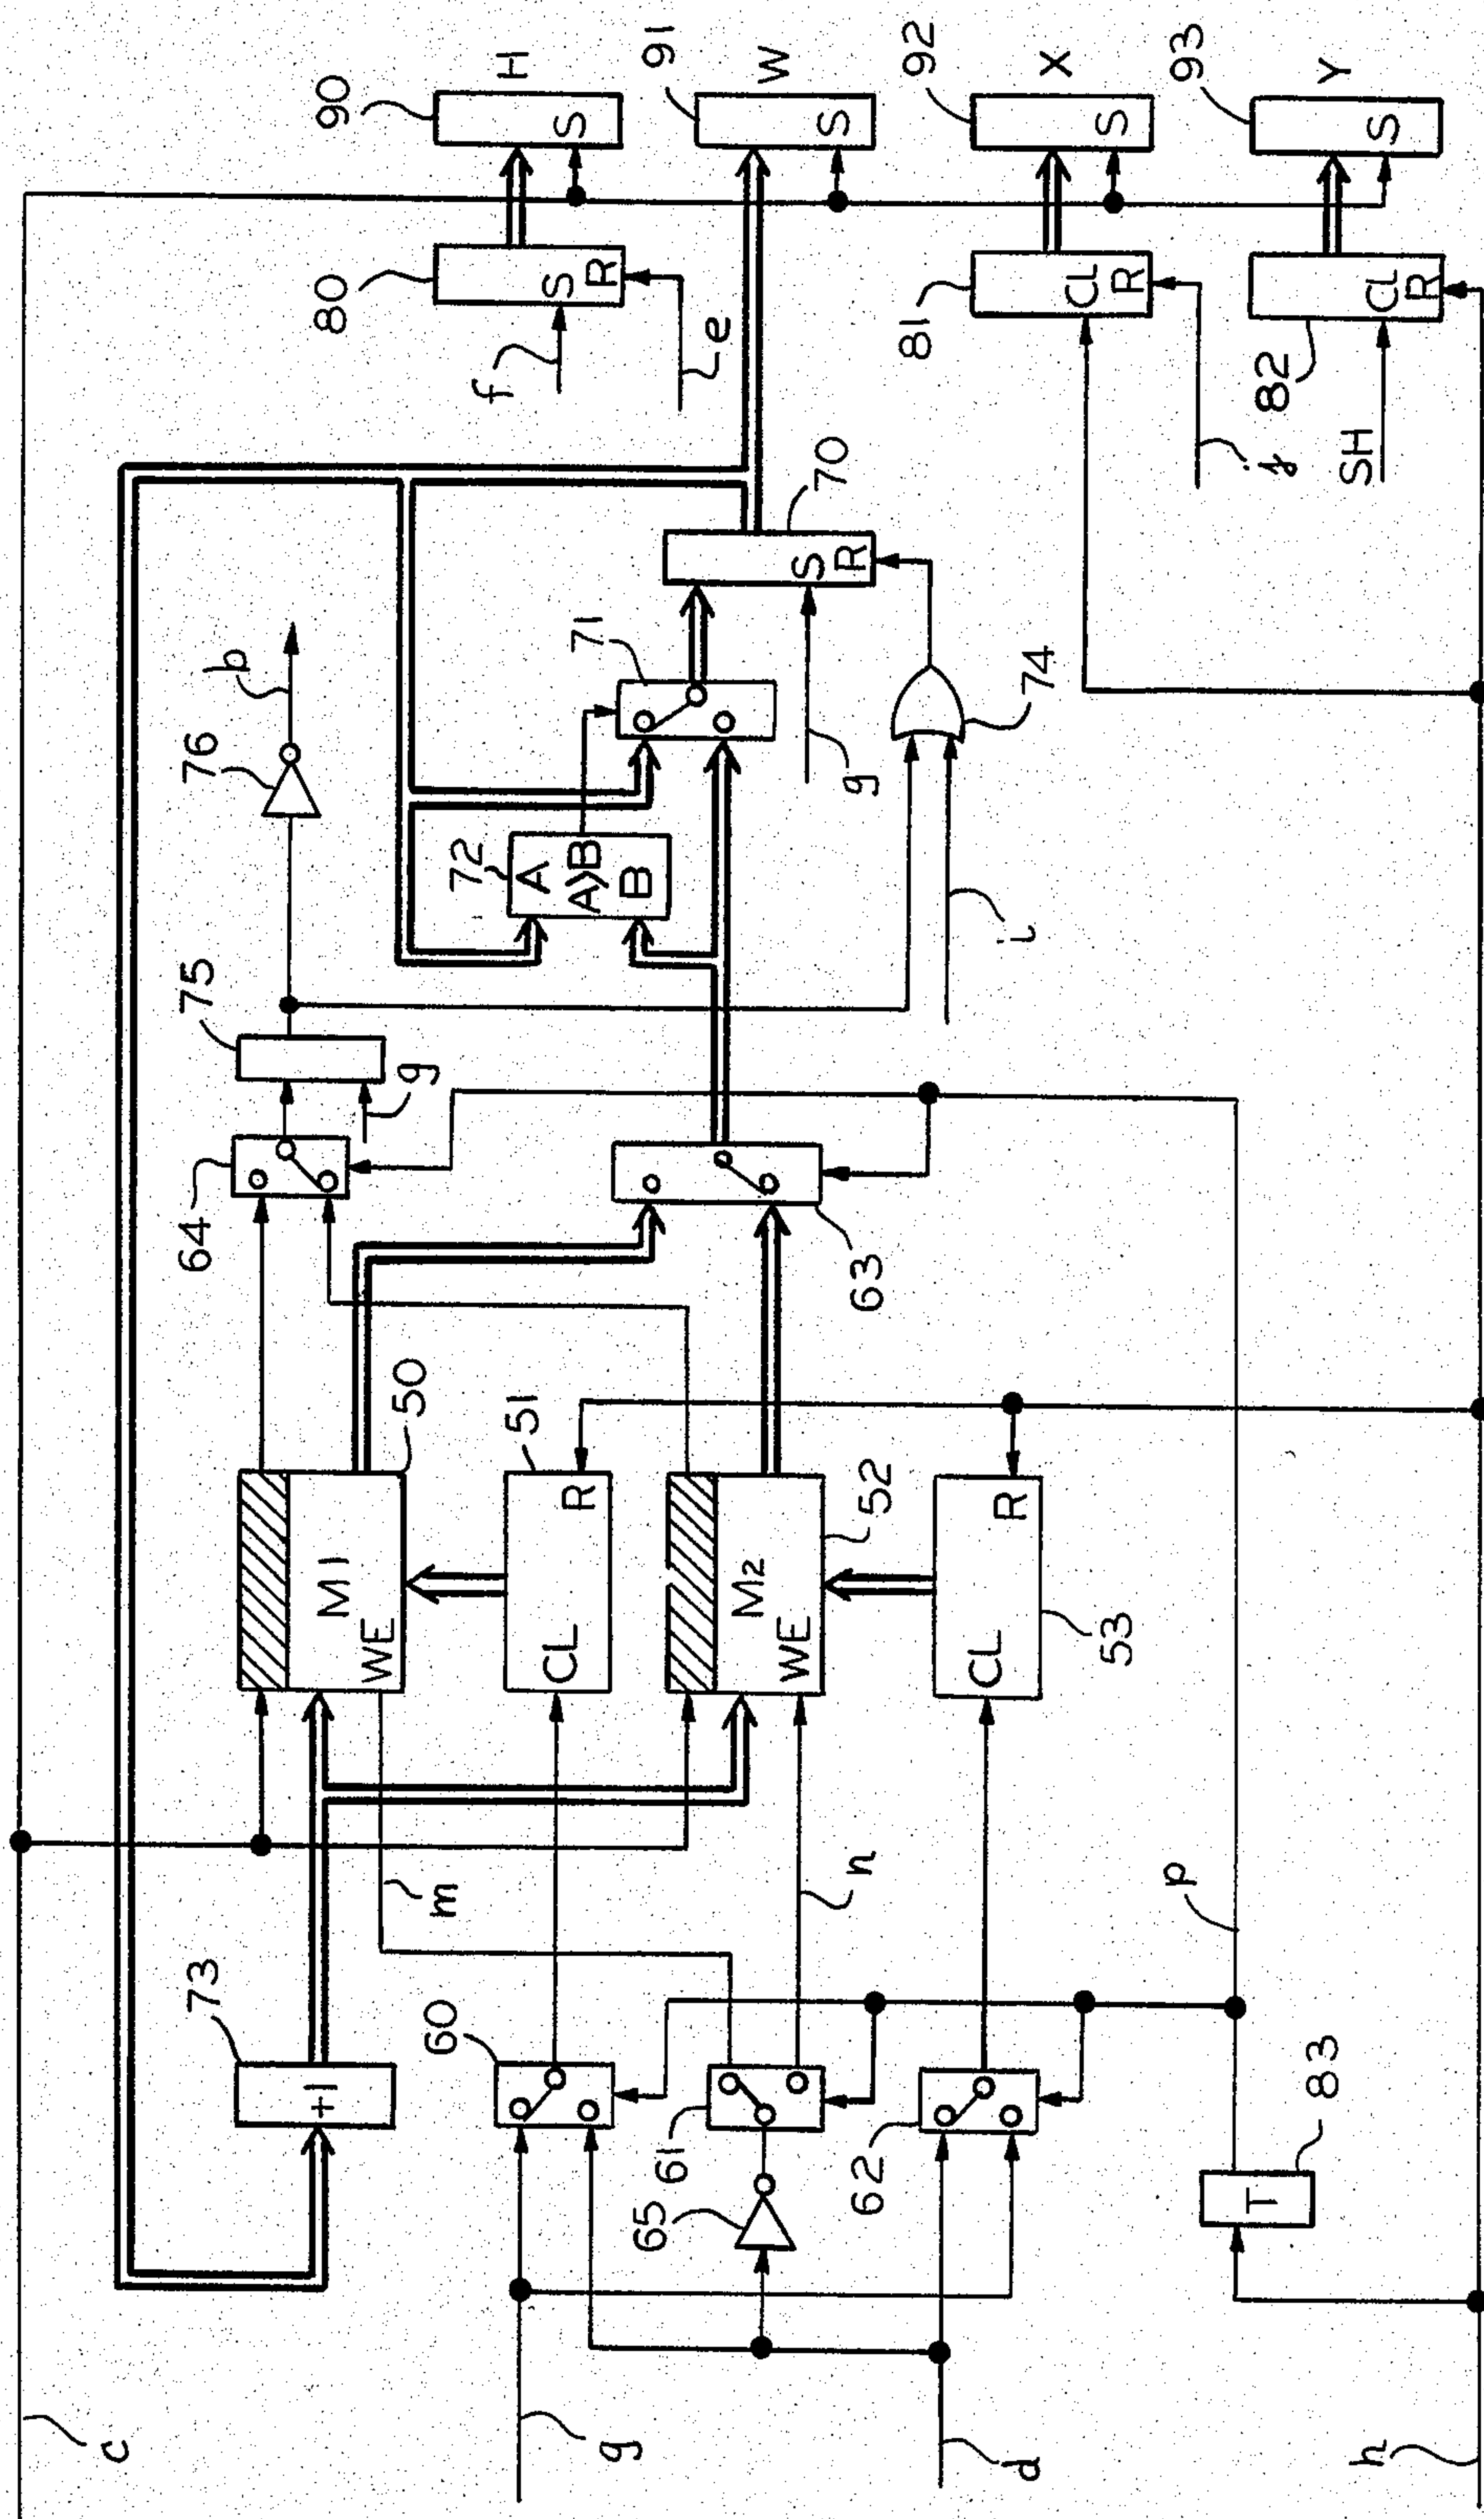 90
H
91
W
92
X
93
Y
S
S
S
S
80
S
R
f
e
81
CL
R
j
82
CL
R
SH
70
S
R
71
g
74
i
72
A
A>B
B
76
b
75
g
64
63
50
M1
WE
51
CL
R
52
M2
WE
53
CL
R
m
n
p
73
+1
60
61
65
62
83
T
c
g
d
h